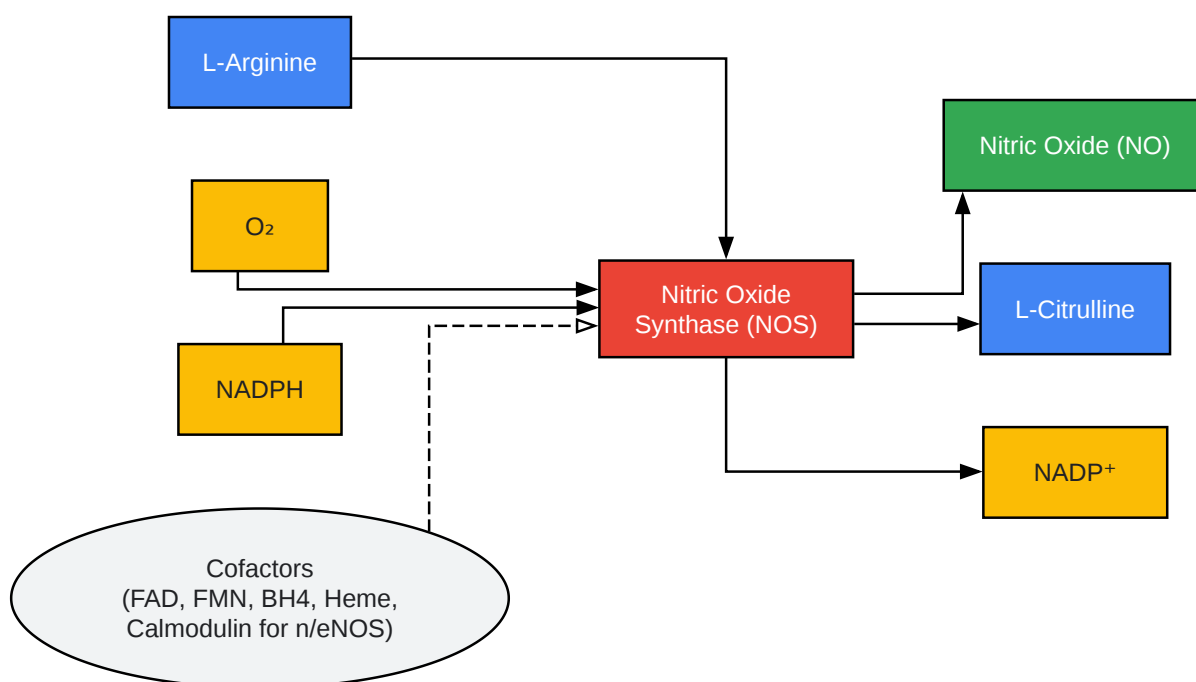 L-Arginine
Nitric Oxide (NO)
O₂
Nitric Oxide
Synthase (NOS)
L-Citrulline
NADPH
NADP⁺
Cofactors
(FAD, FMN, BH4, Heme,
Calmodulin for n/eNOS)